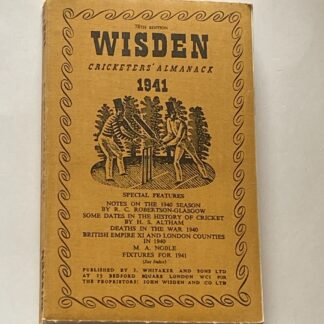 78TH EDITION
WISDEN
CRICKETERS' ALMANACK
1941
SPECIAL FEATURES
NOTES ON THE 1940 SEASON
BY R. C. ROBERTSON-GLASGOW
SOME DATES IN THE HISTORY OF CRICKET
BY H. S. ALTHAM
DEATHS IN THE WAR 1940
BRITISH EMPIRE XI AND LONDON COUNTIES
IN 1940
M. A. NOBLE
FIXTURES FOR 1941
(See Index)
PUBLISHED BY J. WHITAKER AND SONS LTD
AT 13 BEDFORD SQUARE LONDON WC1 FOR
THE PROPRIETORS: JOHN WISDEN AND CO LTD